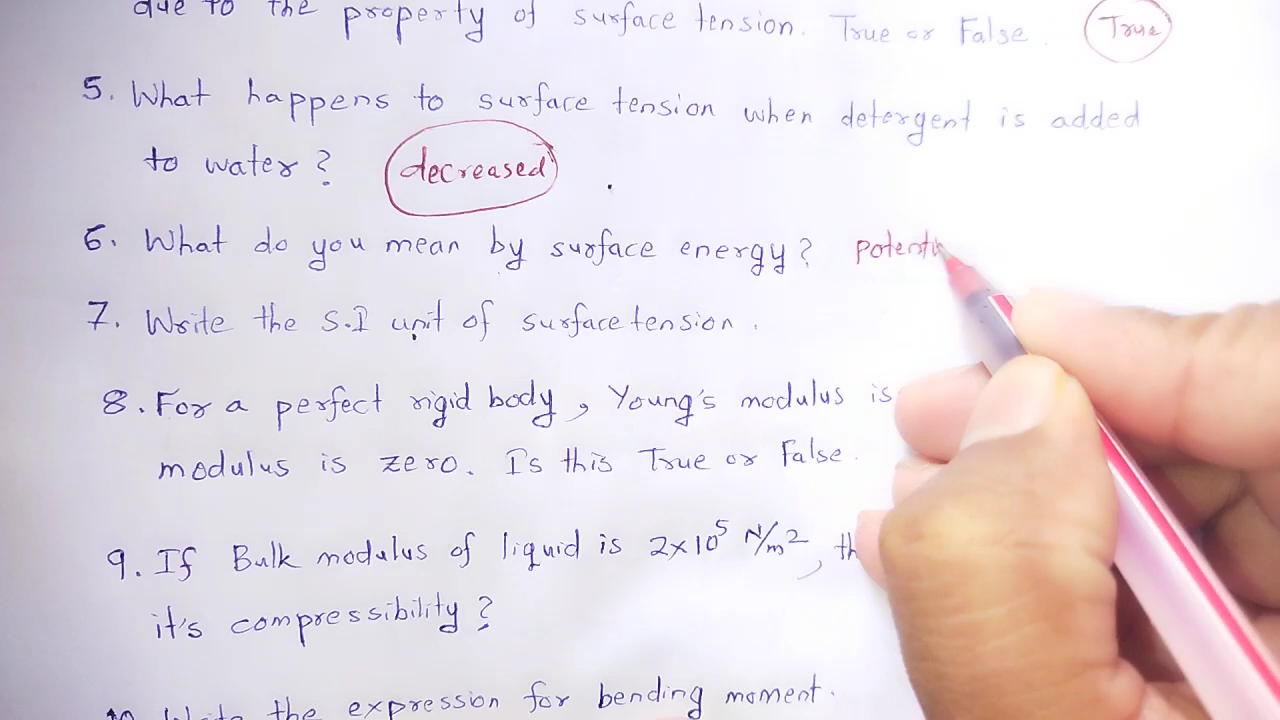 due to the property of surface tension. True or False. True
5. What happens to surface tension when detergent is added
to water? decreased
6. What do you mean by surface energy? potenti
7. Write the S.I unit of surface tension.
8. For a perfect rigid body, Young's modulus is
modulus is zero. Is this True or False.
9. If Bulk modulus of liquid is 2×10⁵ N/m², th
it's compressibility?
10 Write the expression for bending moment.